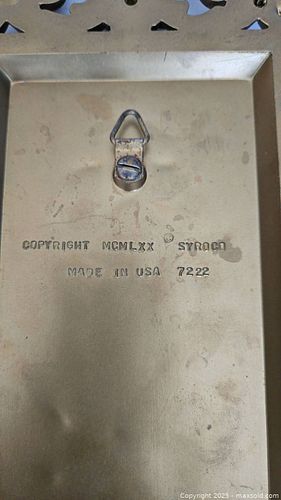 COPYRIGHT MCMLXX SYROCO
MADE IN USA 7222
Copyright © 2023 - maxsold.com